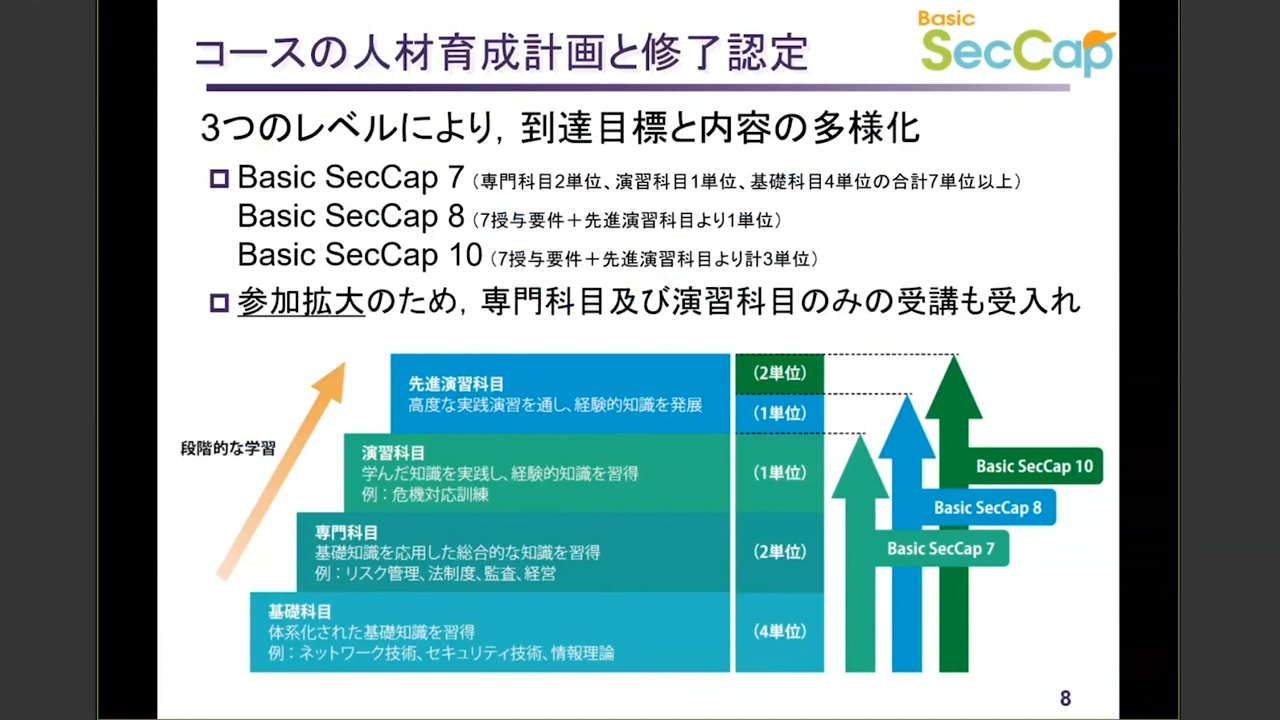 Basic
SecCap
コースの人材育成計画と修了認定
3つのレベルにより，到達目標と内容の多様化
Basic SecCap 7（専門科目2単位、演習科目1単位、基礎科目4単位の合計7単位以上）
Basic SecCap 8（7授与要件＋先進演習科目より1単位）
Basic SecCap 10（7授与要件＋先進演習科目より計3単位）
参加拡大のため，専門科目及び演習科目のみの受講も受入れ
段階的な学習
先進演習科目
高度な実践演習を通し、経験的知識を発展
（2単位）
（1単位）
演習科目
学んだ知識を実践し、経験的知識を習得
例：危機対応訓練
（1単位）
専門科目
基礎知識を応用した総合的な知識を習得
例：リスク管理、法制度、監査、経営
（2単位）
基礎科目
体系化された基礎知識を習得
例：ネットワーク技術、セキュリティ技術、情報理論
（4単位）
Basic SecCap 10
Basic SecCap 8
Basic SecCap 7
8